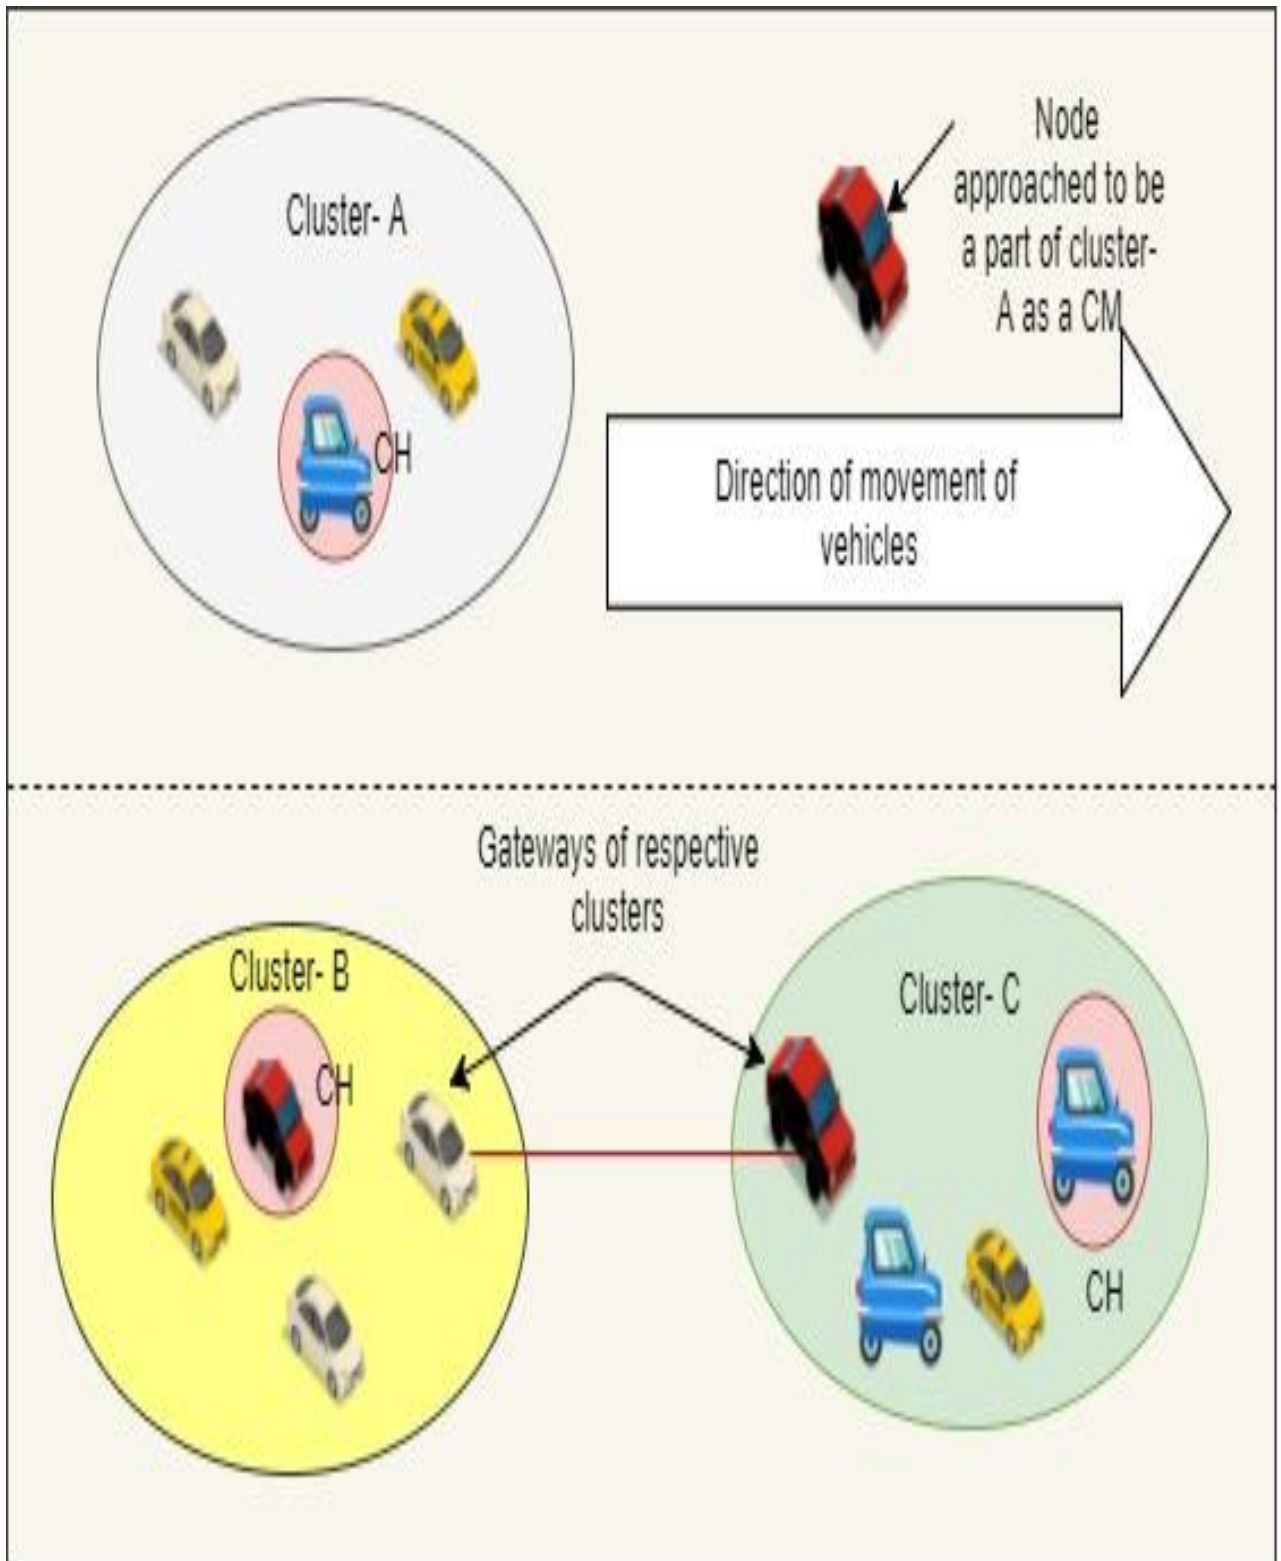 Cluster- A
Node
approached to be
a part of cluster-
A as a CM
CH
Direction of movement of
vehicles
Gateways of respective
clusters
Cluster- B
CH
Cluster- C
CH